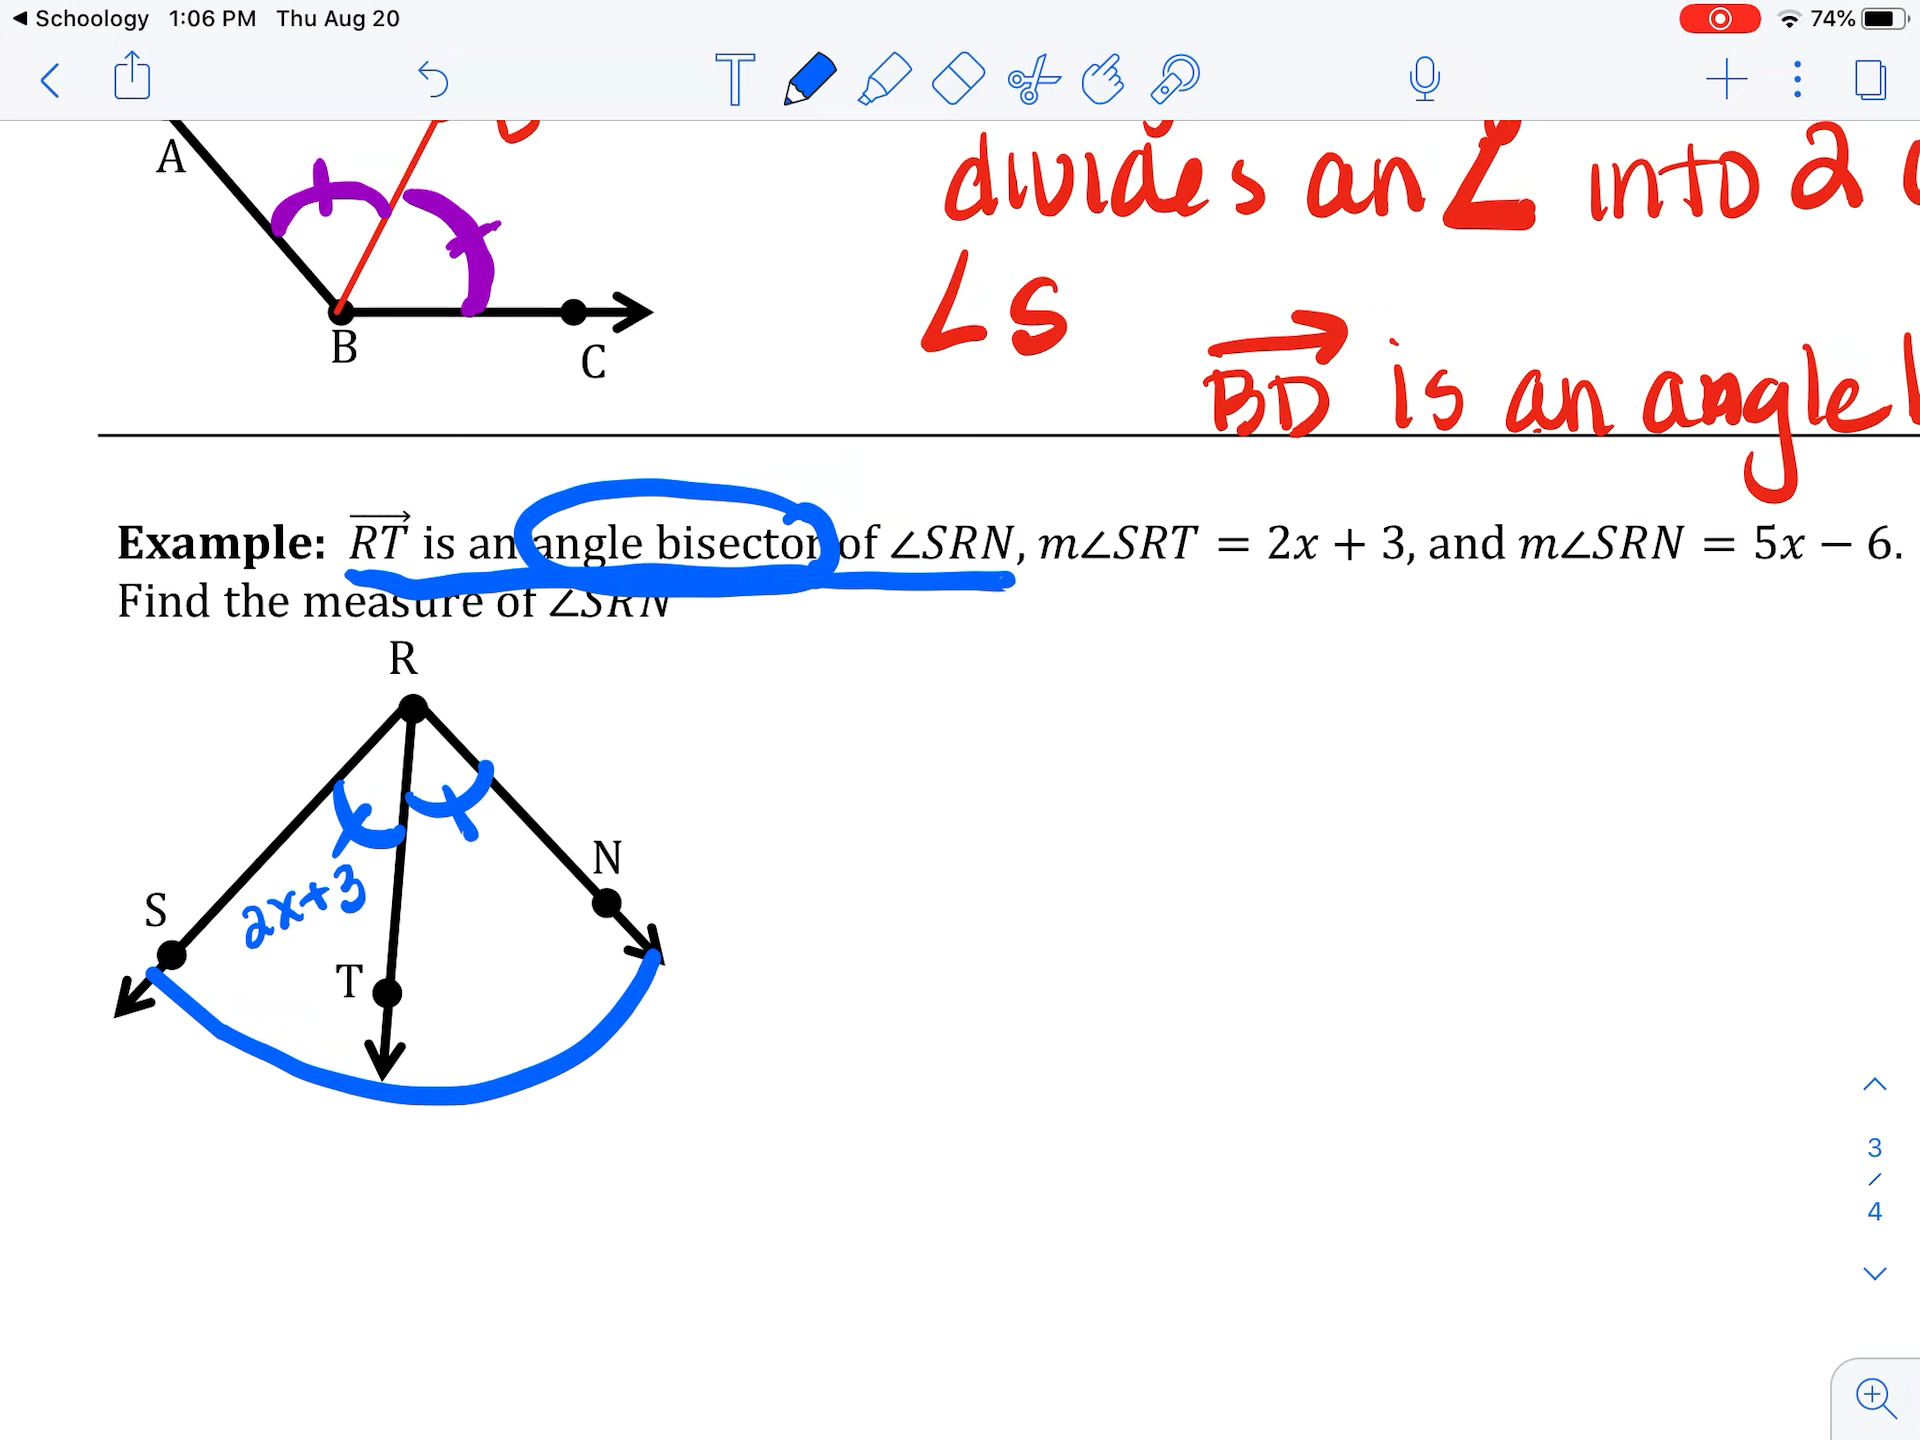 Schoology 1:06 PM Thu Aug 20 74%
A
divides an ∠ into 2
∠s
B
C
BD is an angle
Example: RT is an angle bisector of ∠SRN, m∠SRT = 2x + 3, and m∠SRN = 5x − 6.
Find the measure of ∠SRN
R
N
S
2x+3
T
3
/
4